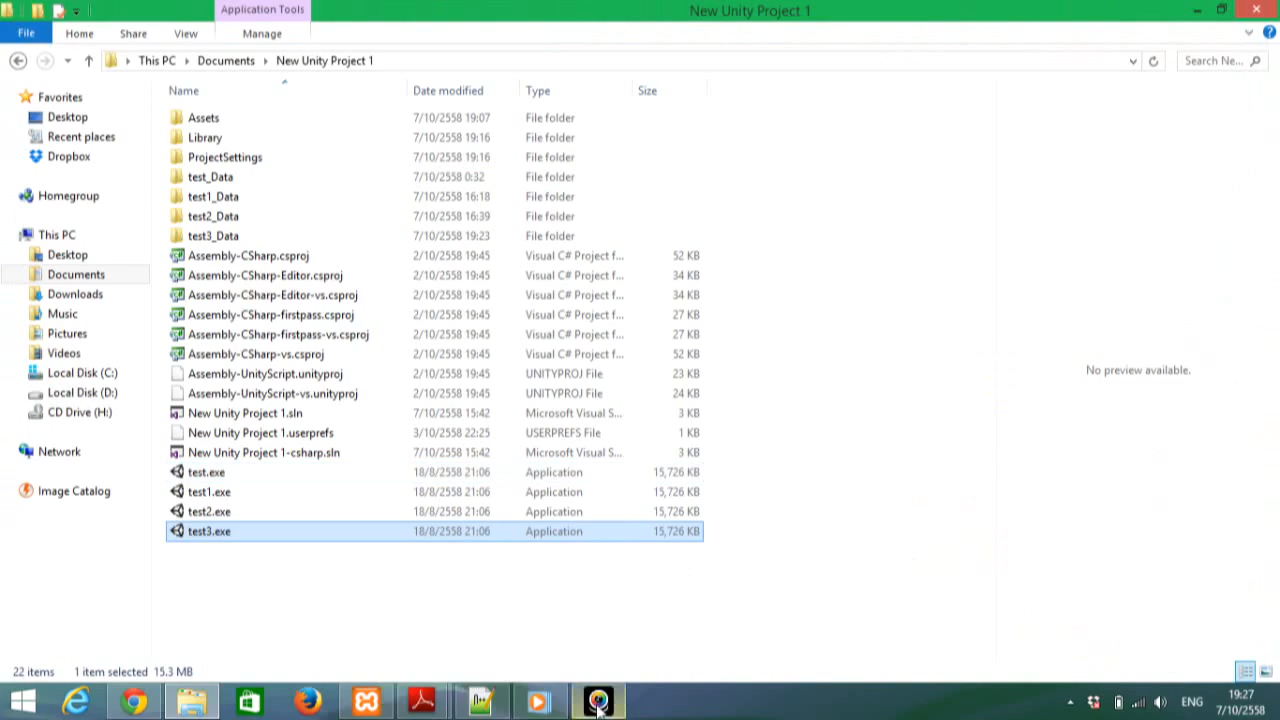 Application Tools
New Unity Project 1
File Home Share View Manage
This PC Documents New Unity Project 1
Search Ne...
Name Date modified Type Size
Favorites
Desktop
Recent places
Dropbox
Homegroup
This PC
Desktop
Documents
Downloads
Music
Pictures
Videos
Local Disk (C:)
Local Disk (D:)
CD Drive (H:)
Network
Image Catalog
Assets 7/10/2558 19:07 File folder
Library 7/10/2558 19:16 File folder
ProjectSettings 7/10/2558 19:16 File folder
test_Data 7/10/2558 0:32 File folder
test1_Data 7/10/2558 16:18 File folder
test2_Data 7/10/2558 16:39 File folder
test3_Data 7/10/2558 19:23 File folder
Assembly-CSharp.csproj 2/10/2558 19:45 Visual C# Project f... 52 KB
Assembly-CSharp-Editor.csproj 2/10/2558 19:45 Visual C# Project f... 34 KB
Assembly-CSharp-Editor-vs.csproj 2/10/2558 19:45 Visual C# Project f... 34 KB
Assembly-CSharp-firstpass.csproj 2/10/2558 19:45 Visual C# Project f... 27 KB
Assembly-CSharp-firstpass-vs.csproj 2/10/2558 19:45 Visual C# Project f... 27 KB
Assembly-CSharp-vs.csproj 2/10/2558 19:45 Visual C# Project f... 52 KB
Assembly-UnityScript.unityproj 2/10/2558 19:45 UNITYPROJ File 23 KB
Assembly-UnityScript-vs.unityproj 2/10/2558 19:45 UNITYPROJ File 24 KB
New Unity Project 1.sln 7/10/2558 15:42 Microsoft Visual S... 3 KB
New Unity Project 1.userprefs 3/10/2558 22:25 USERPREFS File 1 KB
New Unity Project 1-csharp.sln 7/10/2558 15:42 Microsoft Visual S... 3 KB
test.exe 18/8/2558 21:06 Application 15,726 KB
test1.exe 18/8/2558 21:06 Application 15,726 KB
test2.exe 18/8/2558 21:06 Application 15,726 KB
test3.exe 18/8/2558 21:06 Application 15,726 KB
No preview available.
22 items 1 item selected 15.3 MB
ENG
19:27
7/10/2558